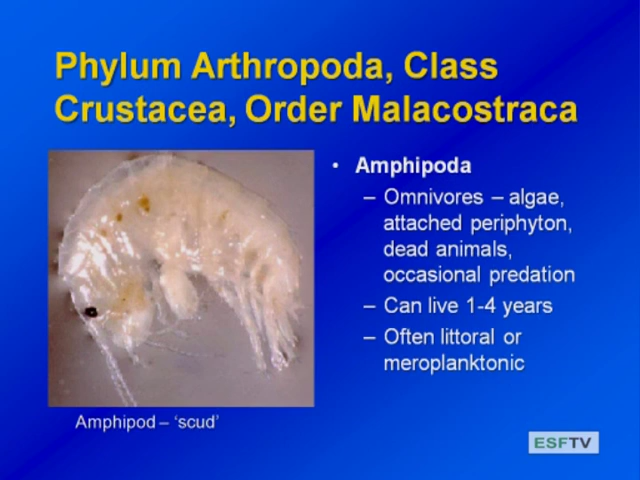 Phylum Arthropoda, Class
Crustacea, Order Malacostraca
• Amphipoda
– Omnivores – algae,
attached periphyton,
dead animals,
occasional predation
– Can live 1-4 years
– Often littoral or
meroplanktonic
Amphipod – ‘scud’
ESFTV